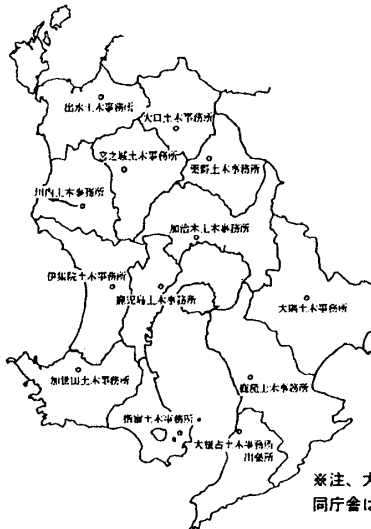 出水土木事務所
大口土木事務所
宮之城土木事務所
栗野土木事務所
川内土木事務所
加治木土木事務所
伊集院土木事務所
鹿児島土木事務所
大隅土木事務所
加世田土木事務所
鹿屋土木事務所
指宿土木事務所
大根占土木事務所
出張所
※注、大
同庁舎は